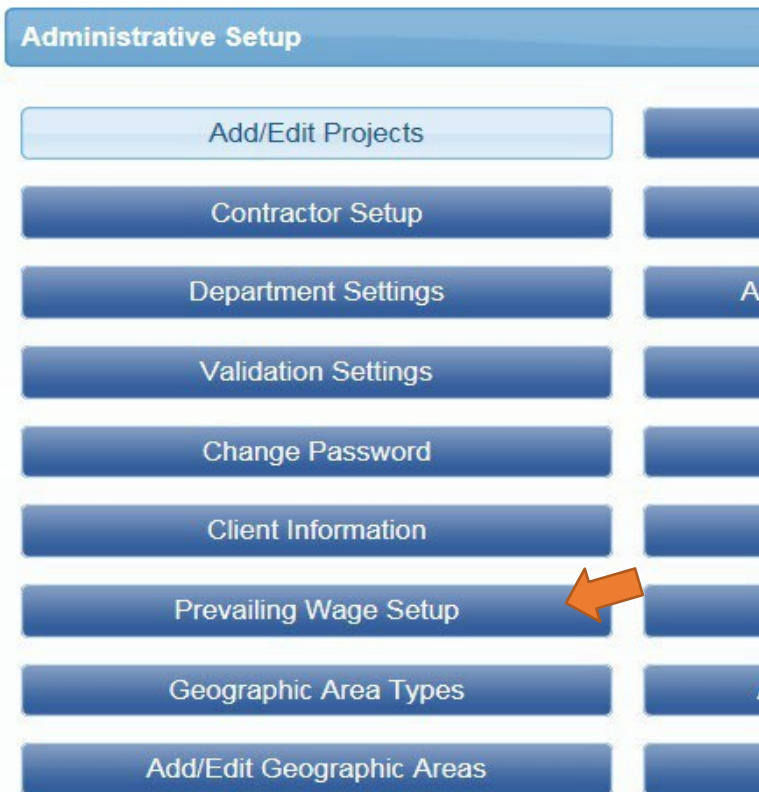 Administrative Setup
Add/Edit Projects
Contractor Setup
Department Settings
Validation Settings
Change Password
Client Information
Prevailing Wage Setup
Geographic Area Types
Add/Edit Geographic Areas